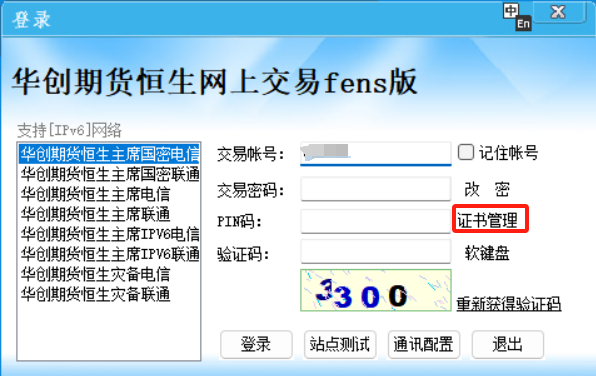 登录
中
En
华创期货恒生网上交易fens版
支持[IPv6]网络
华创期货恒生主席国密电信
华创期货恒生主席国密联通
华创期货恒生主席电信
华创期货恒生主席联通
华创期货恒生主席IPV6电信
华创期货恒生主席IPV6联通
华创期货恒生灾备电信
华创期货恒生灾备联通
交易帐号：
记住帐号
交易密码：
改 密
PIN码：
证书管理
验证码：
软键盘
3300
重新获得验证码
登录
站点测试
通讯配置
退出